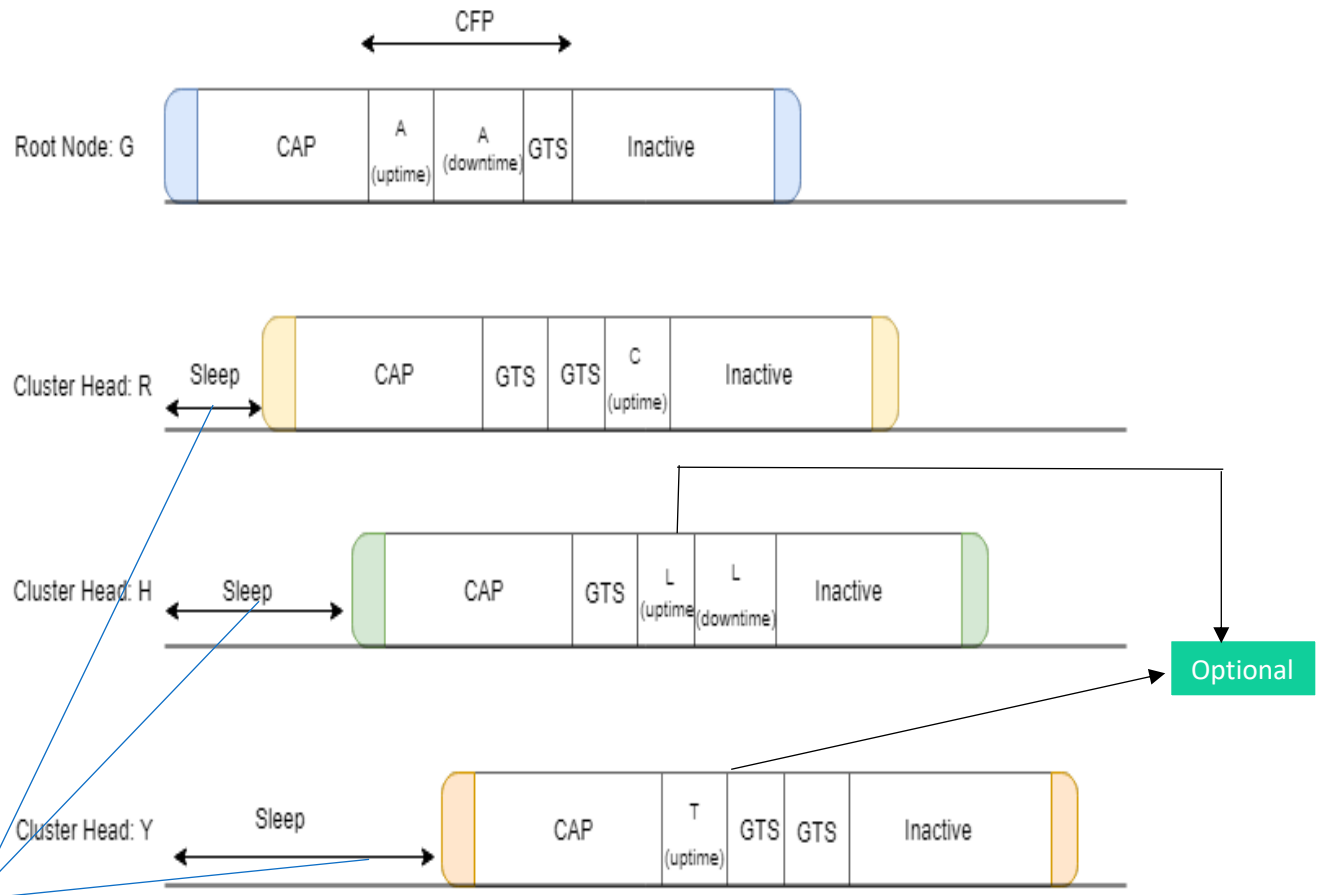 CFP
Root Node: G
CAP
A
(uptime)
A
(downtime)
GTS
Inactive
Cluster Head: R
Sleep
CAP
GTS
GTS
C
(uptime)
Inactive
Cluster Head: H
Sleep
CAP
GTS
L
(uptime
L
(downtime)
Inactive
Optional
Cluster Head: Y
Sleep
CAP
T
(uptime)
GTS
GTS
Inactive